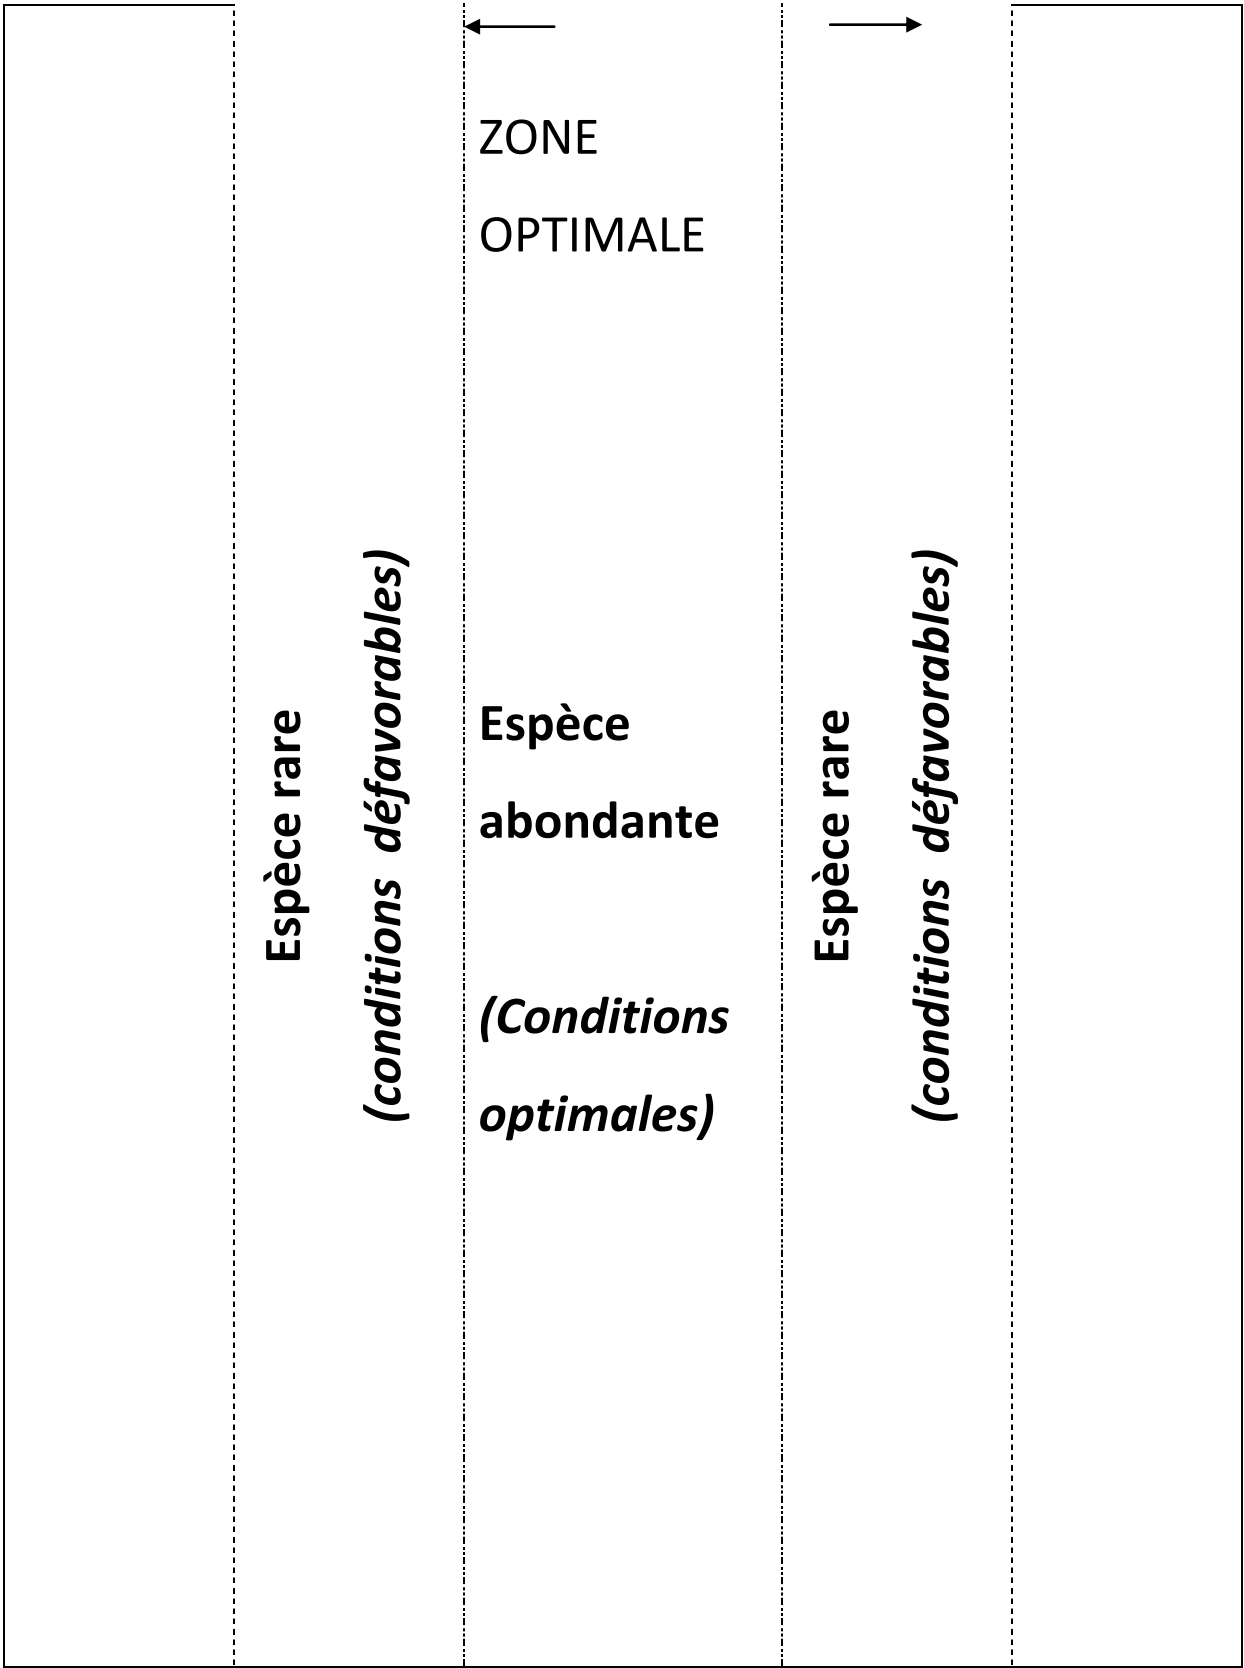 ZONE
OPTIMALE
Espèce rare
(conditions défavorables)
Espèce
abondante
(Conditions
optimales)
Espèce rare
(conditions défavorables)